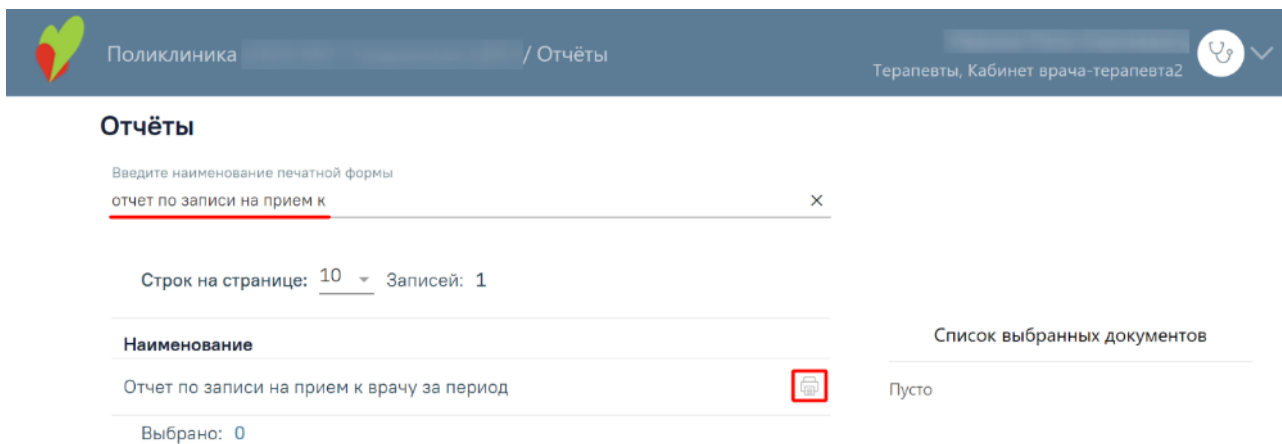 Поликлиника / Отчёты
Терапевты, Кабинет врача-терапевта2
Отчёты
Введите наименование печатной формы
отчет по записи на прием к
Строк на странице: 10 Записей: 1
Список выбранных документов
Наименование
Отчет по записи на прием к врачу за период
Пусто
Выбрано: 0